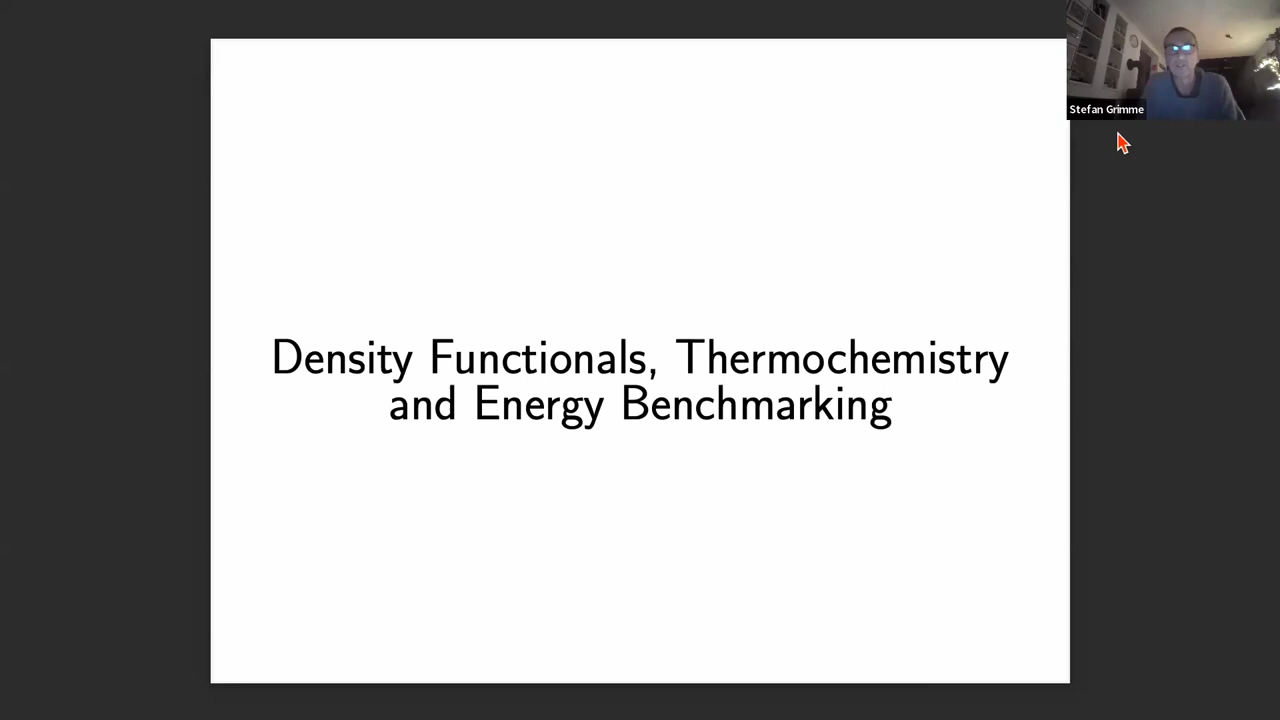 Stefan Grimme
Density Functionals, Thermochemistry
and Energy Benchmarking